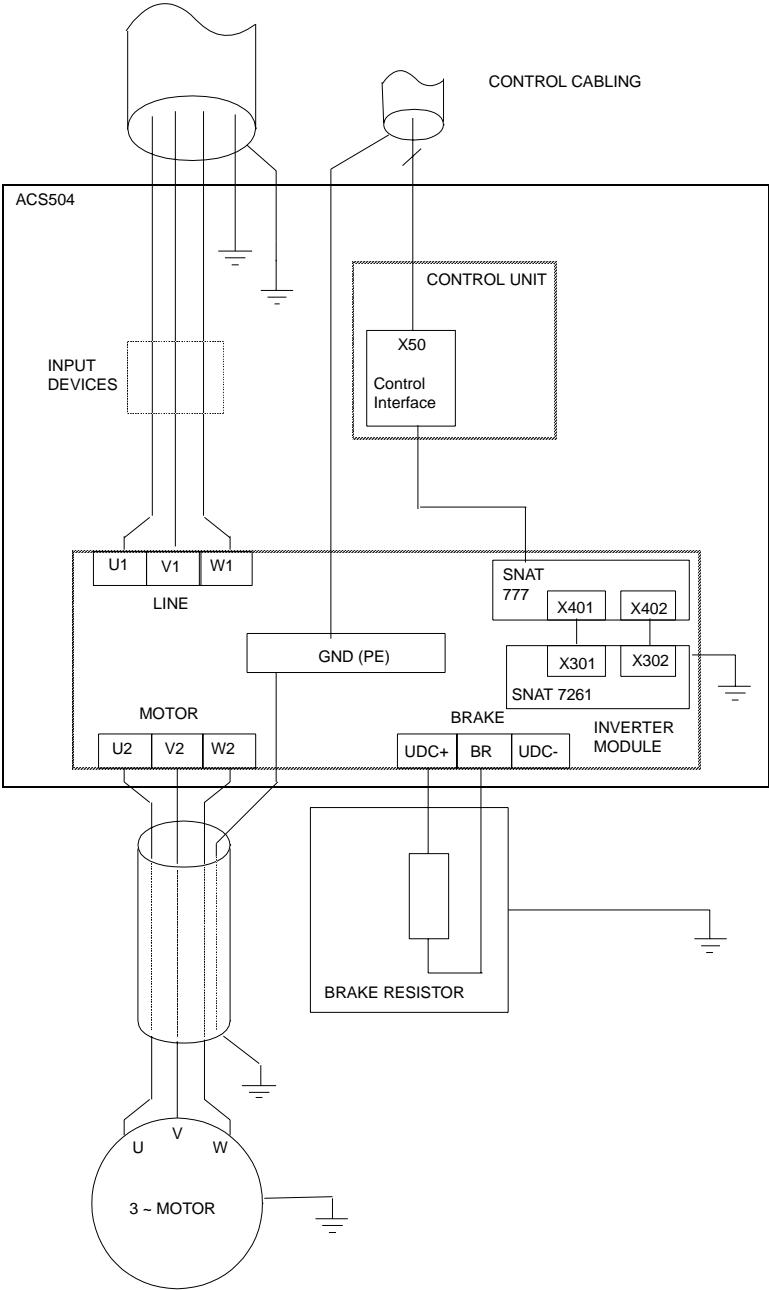 CONTROL CABLING
ACS504
CONTROL UNIT
X50
Control
Interface
INPUT
DEVICES
U1 V1 W1
LINE
SNAT
777
X401 X402
X301 X302
SNAT 7261
GND (PE)
MOTOR
U2 V2 W2
BRAKE
UDC+ BR UDC-
INVERTER
MODULE
BRAKE RESISTOR
U V W
3 ~ MOTOR